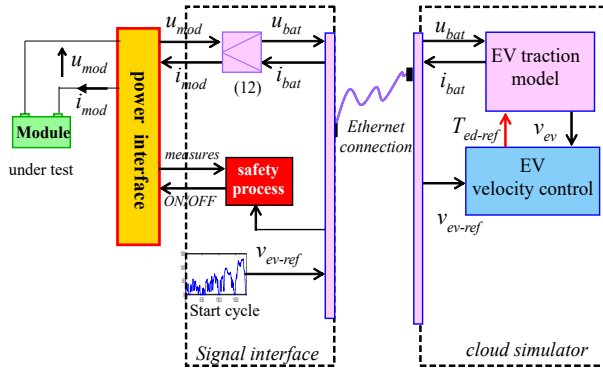 u_mod
i_mod
Module
under test
power interface
u_mod
u_bat
i_mod
i_bat
(12)
measures
ON/OFF
safety
process
v_ev-ref
Start cycle
Signal interface
Ethernet
connection
u_bat
i_bat
EV traction
model
T_ed-ref
v_ev
EV
velocity control
v_ev-ref
cloud simulator